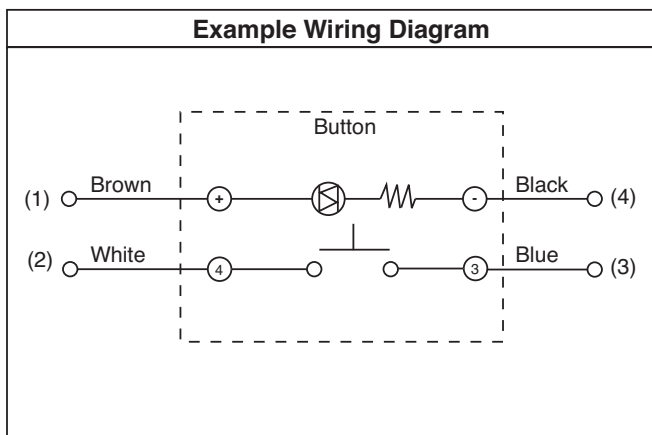 Example Wiring Diagram
Button
(1) Brown + - Black (4)
(2) White 4 3 Blue (3)